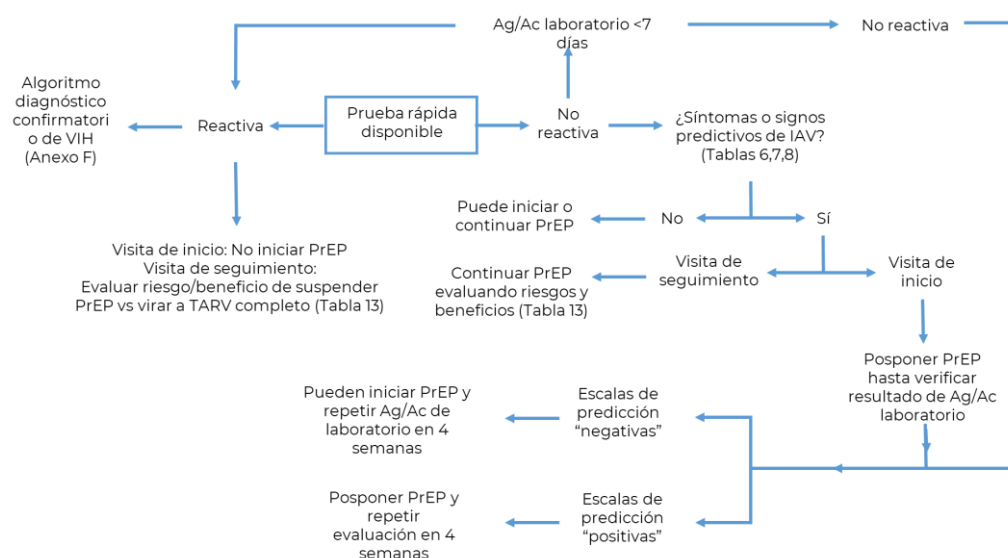 Ag/Ac laboratorio <7
días
No reactiva
Algoritmo
diagnóstico
confirmatori
o de VIH
(Anexo F)
Reactiva
Prueba rápida
disponible
No
reactiva
¿Síntomas o signos
predictivos de IAV?
(Tablas 6,7,8)
Puede iniciar o
continuar PrEP
No
Sí
Visita de inicio: No iniciar PrEP
Visita de seguimiento:
Evaluar riesgo/beneficio de suspender
PrEP vs virar a TARV completo (Tabla 13)
Continuar PrEP
evaluando riesgos y
beneficios (Tabla 13)
Visita de
seguimiento
Visita de
inicio
Posponer PrEP
hasta verificar
resultado de Ag/Ac
laboratorio
Pueden iniciar PrEP y
repetir Ag/Ac de
laboratorio en 4
semanas
Escalas de
predicción
“negativas”
Posponer PrEP y
repetir
evaluación en 4
semanas
Escalas de
predicción
“positivas”